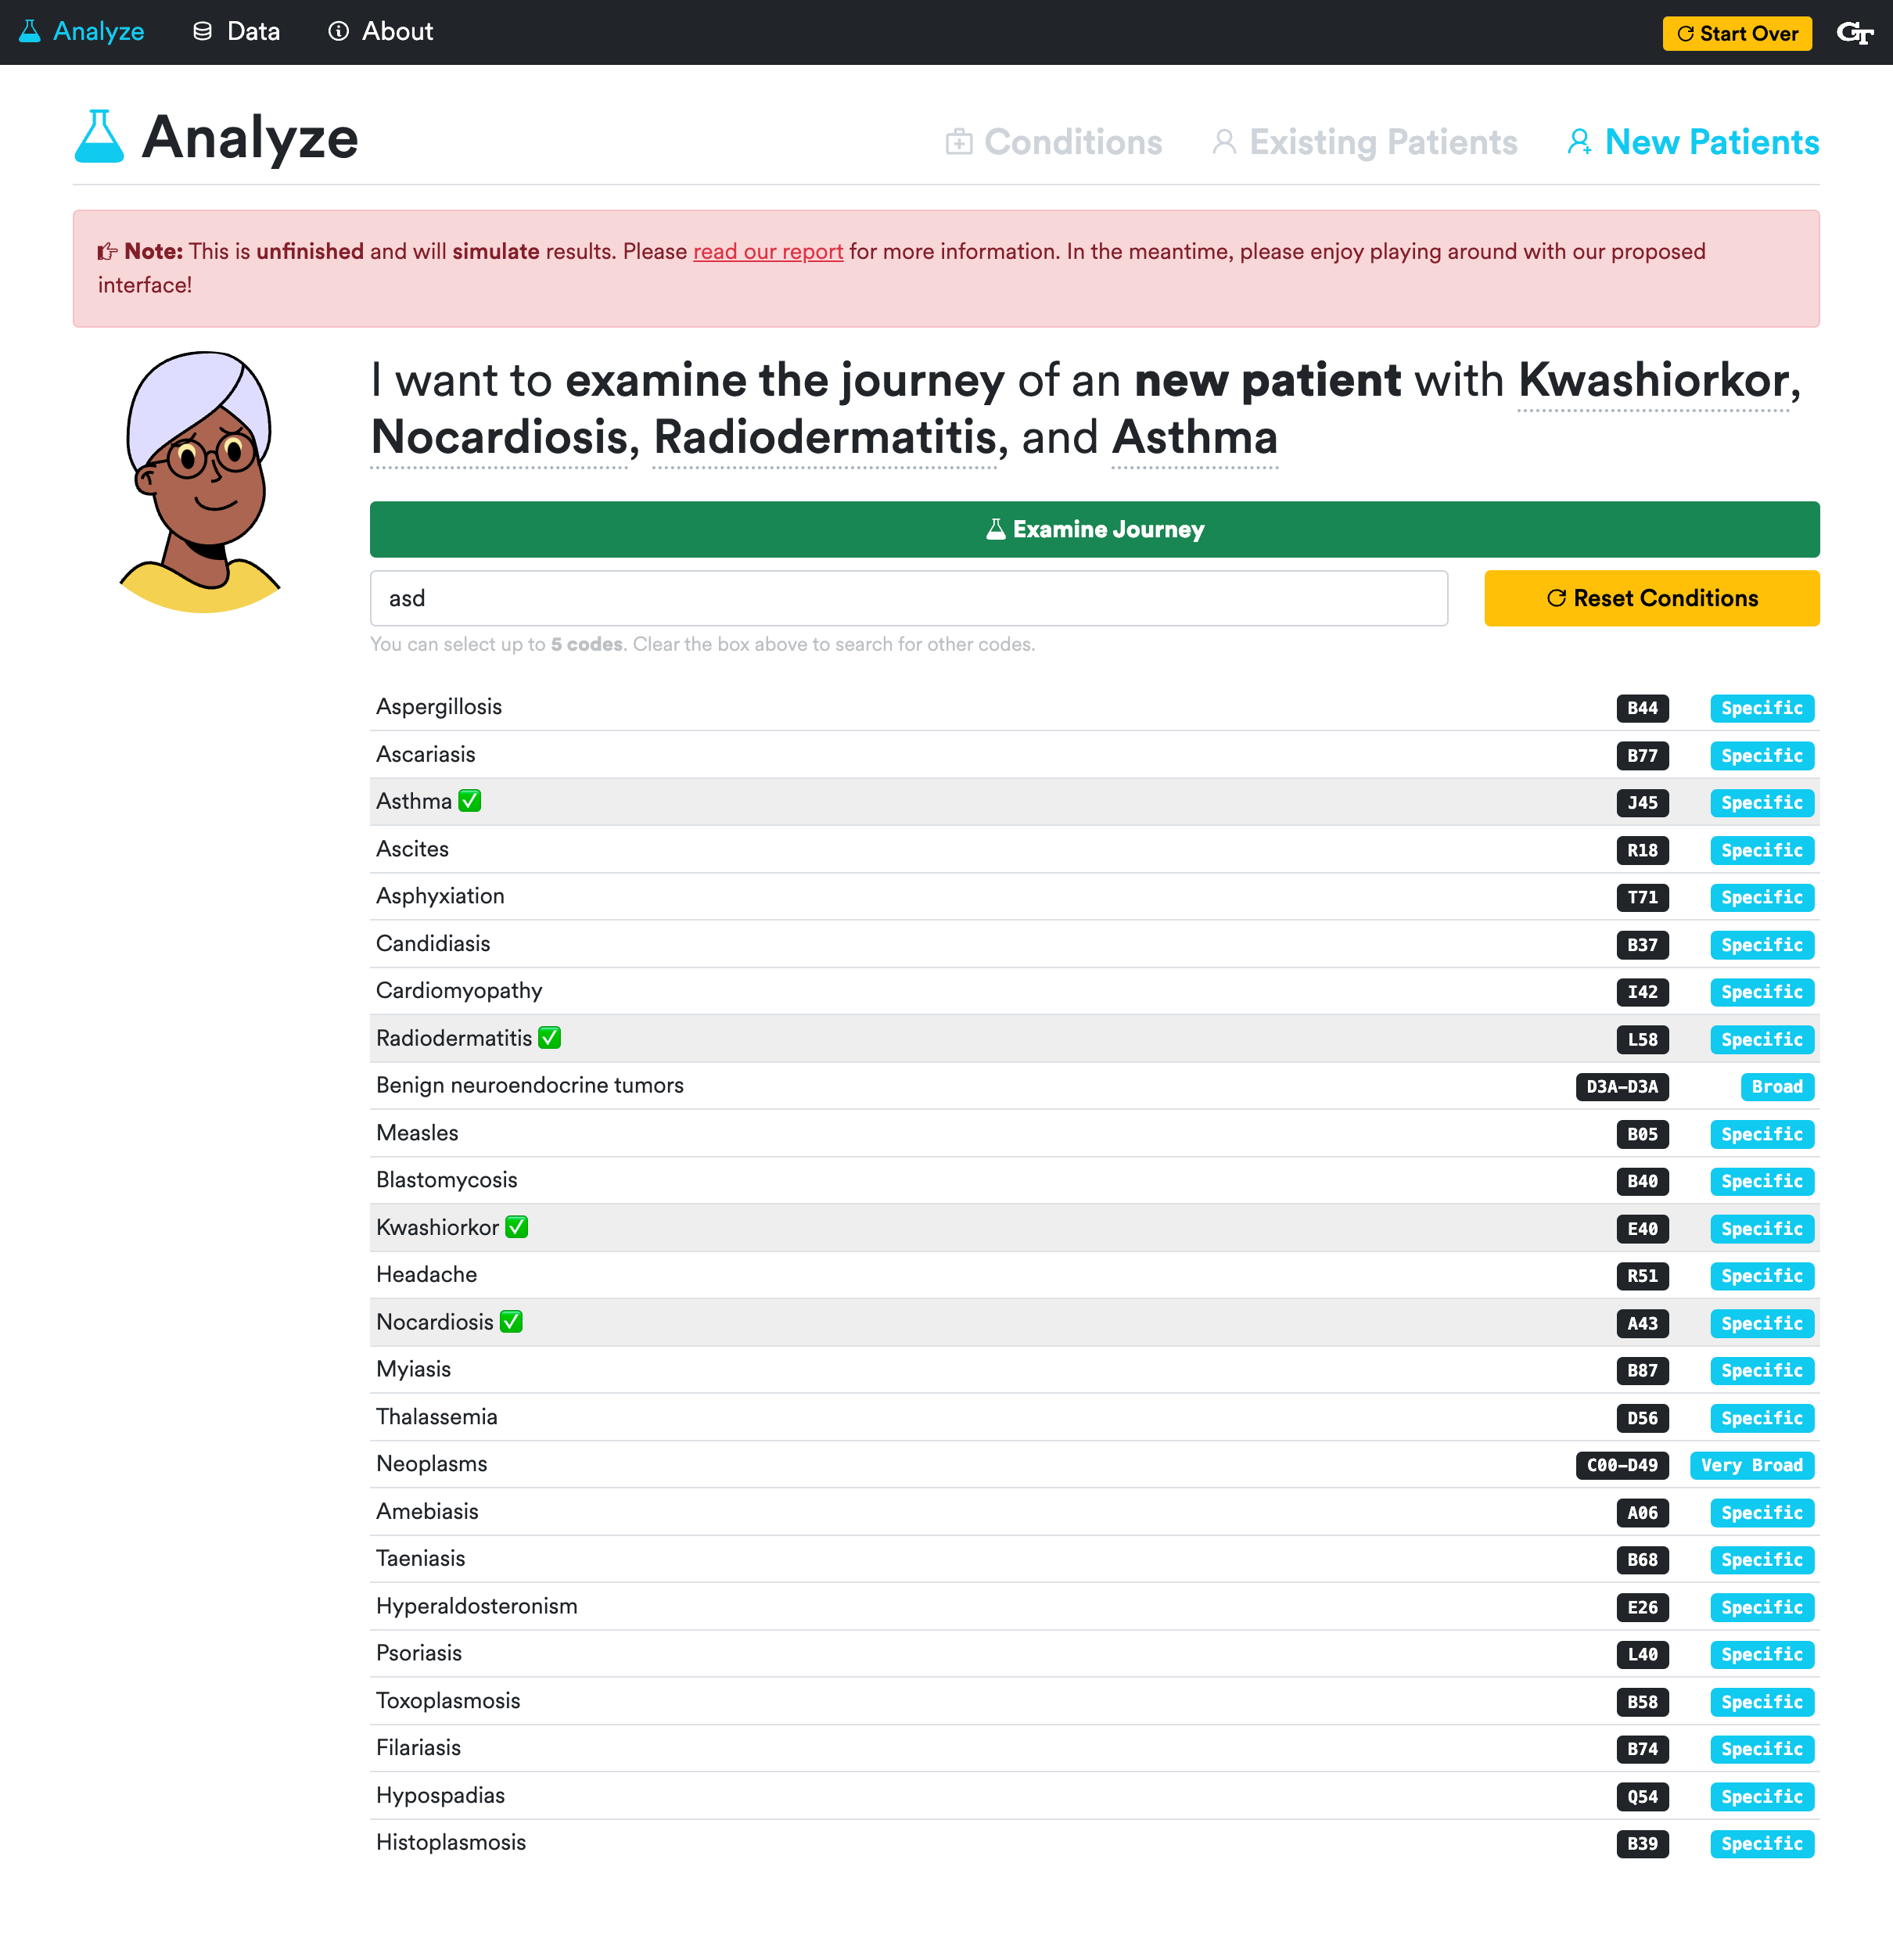 Analyze Data About Start Over GT
Analyze Conditions Existing Patients New Patients
Note: This is unfinished and will simulate results. Please read our report for more information. In the meantime, please enjoy playing around with our proposed
interface!
I want to examine the journey of an new patient with Kwashiorkor,
Nocardiosis, Radiodermatitis, and Asthma
Examine Journey
asd Reset Conditions
You can select up to 5 codes. Clear the box above to search for other codes.
Aspergillosis B44 Specific
Ascariasis B77 Specific
Asthma ✅ J45 Specific
Ascites R18 Specific
Asphyxiation T71 Specific
Candidiasis B37 Specific
Cardiomyopathy I42 Specific
Radiodermatitis ✅ L58 Specific
Benign neuroendocrine tumors D3A-D3A Broad
Measles B05 Specific
Blastomycosis B40 Specific
Kwashiorkor ✅ E40 Specific
Headache R51 Specific
Nocardiosis ✅ A43 Specific
Myiasis B87 Specific
Thalassemia D56 Specific
Neoplasms C00-D49 Very Broad
Amebiasis A06 Specific
Taeniasis B68 Specific
Hyperaldosteronism E26 Specific
Psoriasis L40 Specific
Toxoplasmosis B58 Specific
Filariasis B74 Specific
Hypospadias Q54 Specific
Histoplasmosis B39 Specific